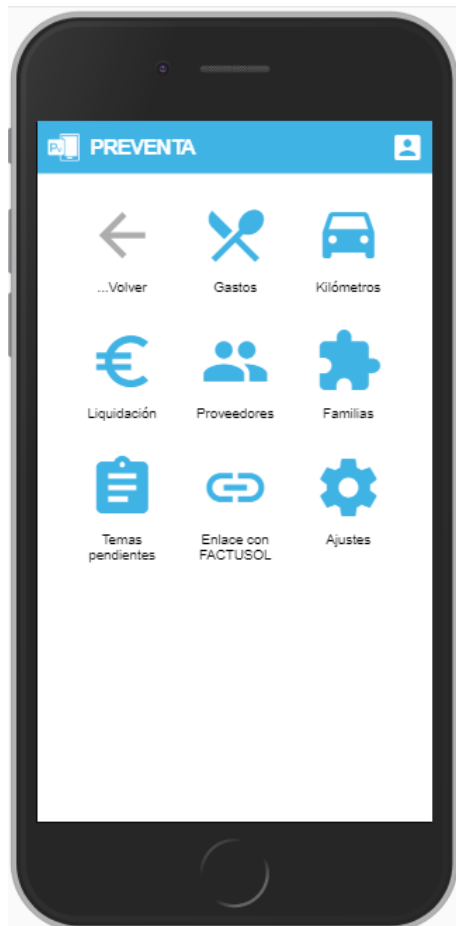 PREVENTA
...Volver
Gastos
Kilómetros
Liquidación
Proveedores
Familias
Temas
pendientes
Enlace con
FACTUSOL
Ajustes